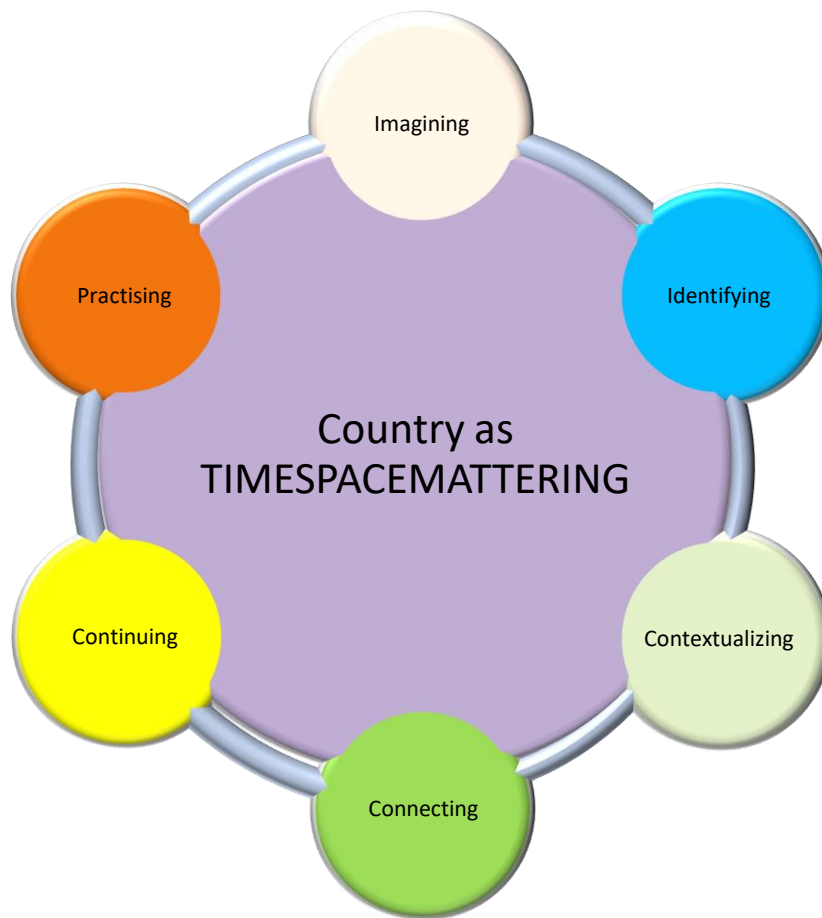 Imagining
Practising
Identifying
Country as
TIMESPACEMATTERING
Continuing
Contextualizing
Connecting